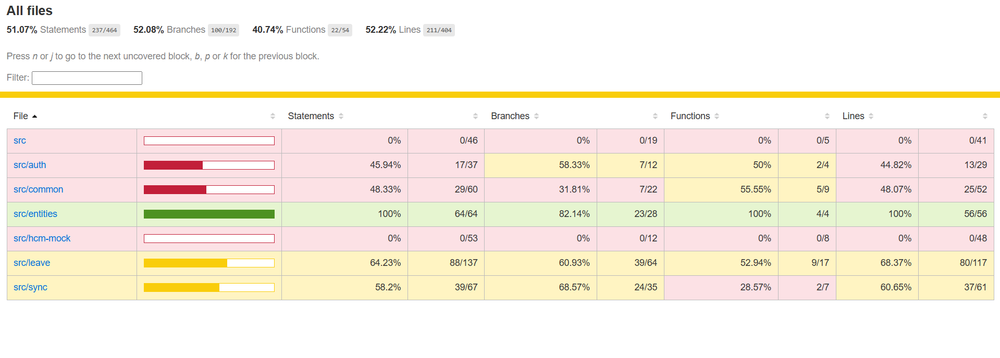 All files
51.07% Statements 237/464 52.08% Branches 100/192 40.74% Functions 22/54 52.22% Lines 211/404
Press n or j to go to the next uncovered block, b, p or k for the previous block.
Filter:
File Statements Branches Functions Lines
src 0% 0/46 0% 0/19 0% 0/5 0% 0/41
src/auth 45.94% 17/37 58.33% 7/12 50% 2/4 44.82% 13/29
src/common 48.33% 29/60 31.81% 7/22 55.55% 5/9 48.07% 25/52
src/entities 100% 64/64 82.14% 23/28 100% 4/4 100% 56/56
src/hcm-mock 0% 0/53 0% 0/12 0% 0/8 0% 0/48
src/leave 64.23% 88/137 60.93% 39/64 52.94% 9/17 68.37% 80/117
src/sync 58.2% 39/67 68.57% 24/35 28.57% 2/7 60.65% 37/61